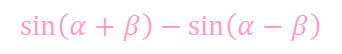 sin(α + β) − sin(α − β)